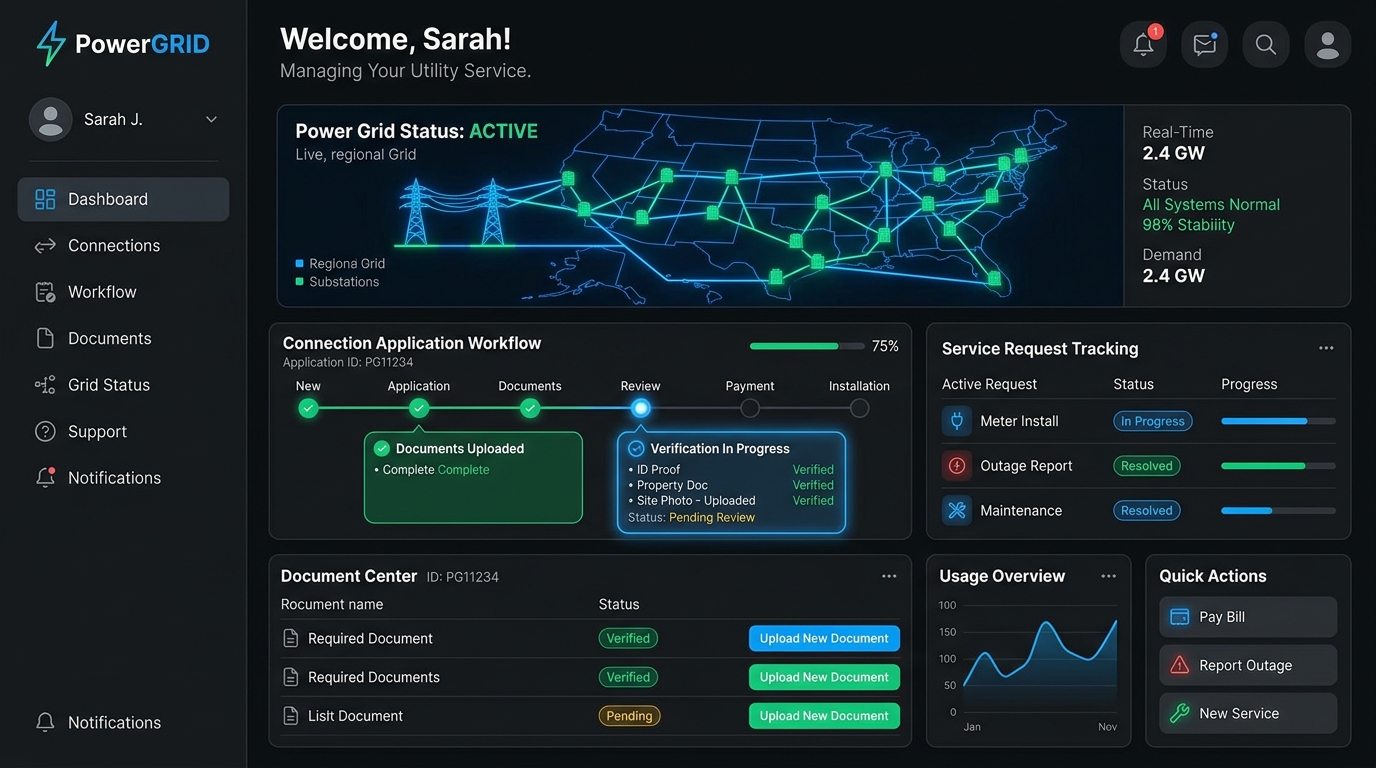 PowerGRID
Sarah J.
Dashboard
Connections
Workflow
Documents
Grid Status
Support
Notifications
Notifications
Welcome, Sarah!
Managing Your Utility Service.
1
Power Grid Status: ACTIVE
Live, regional Grid
Regiona Grid
Substations
Real-Time
2.4 GW
Status
All Systems Normal
98% Stabiiity
Demand
2.4 GW
Connection Application Workflow
Application ID: PG11234
75%
New Application Documents Review Payment Installation
Documents Uploaded
• Complete Complete
Verification In Progress
• ID Proof Verified
• Property Doc Verified
• Site Photo - Uploaded Verified
Status: Pending Review
Service Request Tracking
Active Request Status Progress
Meter Install In Progress
Outage Report Resolved
Maintenance Resolved
Document Center ID: PG11234
Rocument name Status
Required Document Verified Upload New Document
Required Documents Verified Upload New Document
Lislt Document Pending Upload New Document
Usage Overview
100
150
100
50
0
Jan Nov
Quick Actions
Pay Bill
Report Outage
New Service